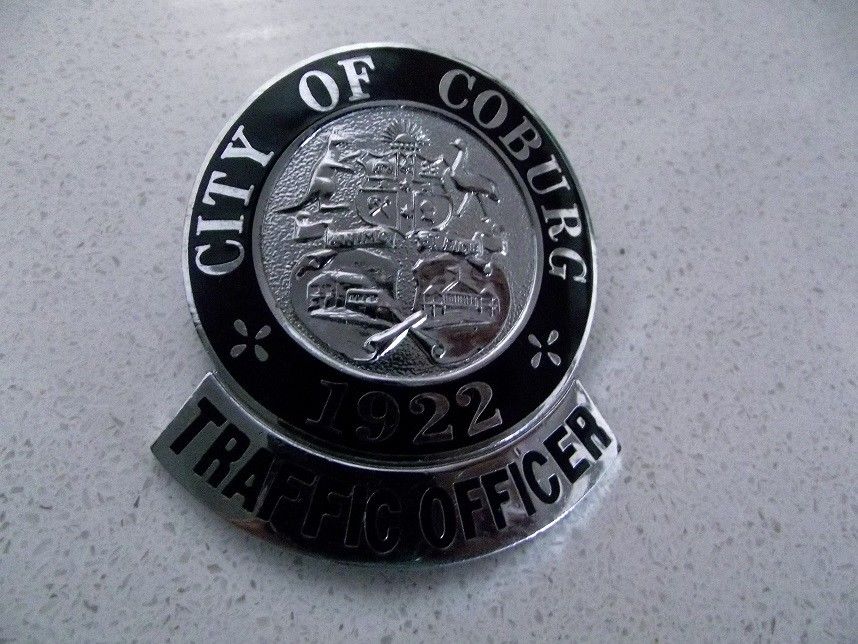 CITY OF COBURG
1922
TRAFFIC OFFICER